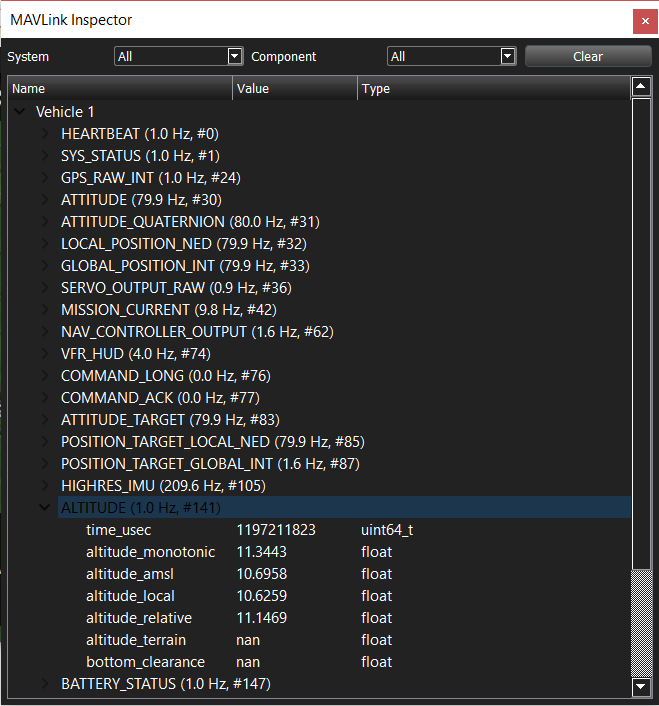 MAVLink Inspector
System All Component All Clear
Name Value Type
Vehicle 1
HEARTBEAT (1.0 Hz, #0)
SYS_STATUS (1.0 Hz, #1)
GPS_RAW_INT (1.0 Hz, #24)
ATTITUDE (79.9 Hz, #30)
ATTITUDE_QUATERNION (80.0 Hz, #31)
LOCAL_POSITION_NED (79.9 Hz, #32)
GLOBAL_POSITION_INT (79.9 Hz, #33)
SERVO_OUTPUT_RAW (0.9 Hz, #36)
MISSION_CURRENT (9.8 Hz, #42)
NAV_CONTROLLER_OUTPUT (1.6 Hz, #62)
VFR_HUD (4.0 Hz, #74)
COMMAND_LONG (0.0 Hz, #76)
COMMAND_ACK (0.0 Hz, #77)
ATTITUDE_TARGET (79.9 Hz, #83)
POSITION_TARGET_LOCAL_NED (79.9 Hz, #85)
POSITION_TARGET_GLOBAL_INT (1.6 Hz, #87)
HIGHRES_IMU (209.6 Hz, #105)
ALTITUDE (1.0 Hz, #141)
time_usec 1197211823 uint64_t
altitude_monotonic 11.3443 float
altitude_amsl 10.6958 float
altitude_local 10.6259 float
altitude_relative 11.1469 float
altitude_terrain nan float
bottom_clearance nan float
BATTERY_STATUS (1.0 Hz, #147)